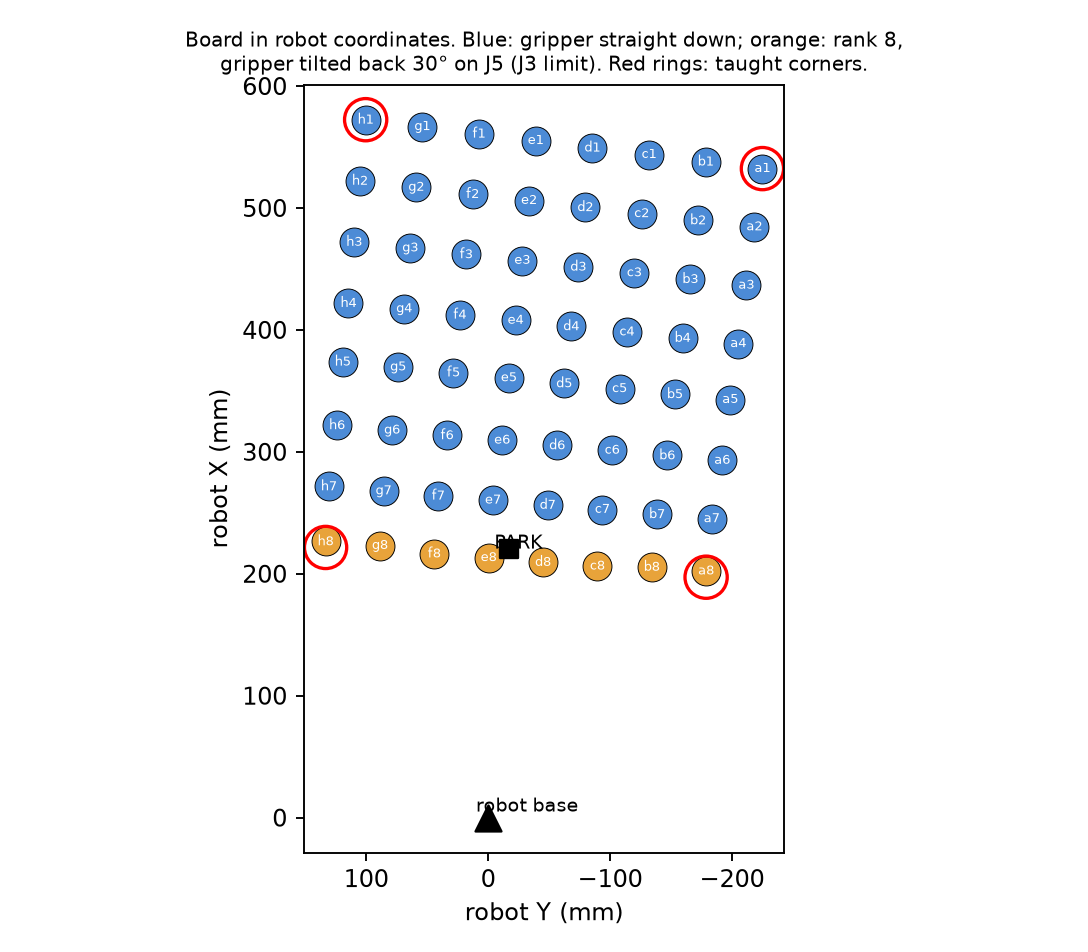 Board in robot coordinates. Blue: gripper straight down; orange: rank 8,
gripper tilted back 30° on J5 (J3 limit). Red rings: taught corners.
600
h1 g1 f1 e1 d1 c1 b1 a1
h2 g2 f2 e2 d2 c2 b2 a2
500
h3 g3 f3 e3 d3 c3 b3 a3
h4 g4 f4 e4 d4 c4 b4 a4
400
h5 g5 f5 e5 d5 c5 b5 a5
h6 g6 f6 e6 d6 c6 b6 a6
300
h7 g7 f7 e7 d7 c7 b7 a7
PARK
h8 g8 f8 e8 d8 c8 b8 a8
200
100
robot base
0
robot X (mm)
100 0 −100 −200
robot Y (mm)